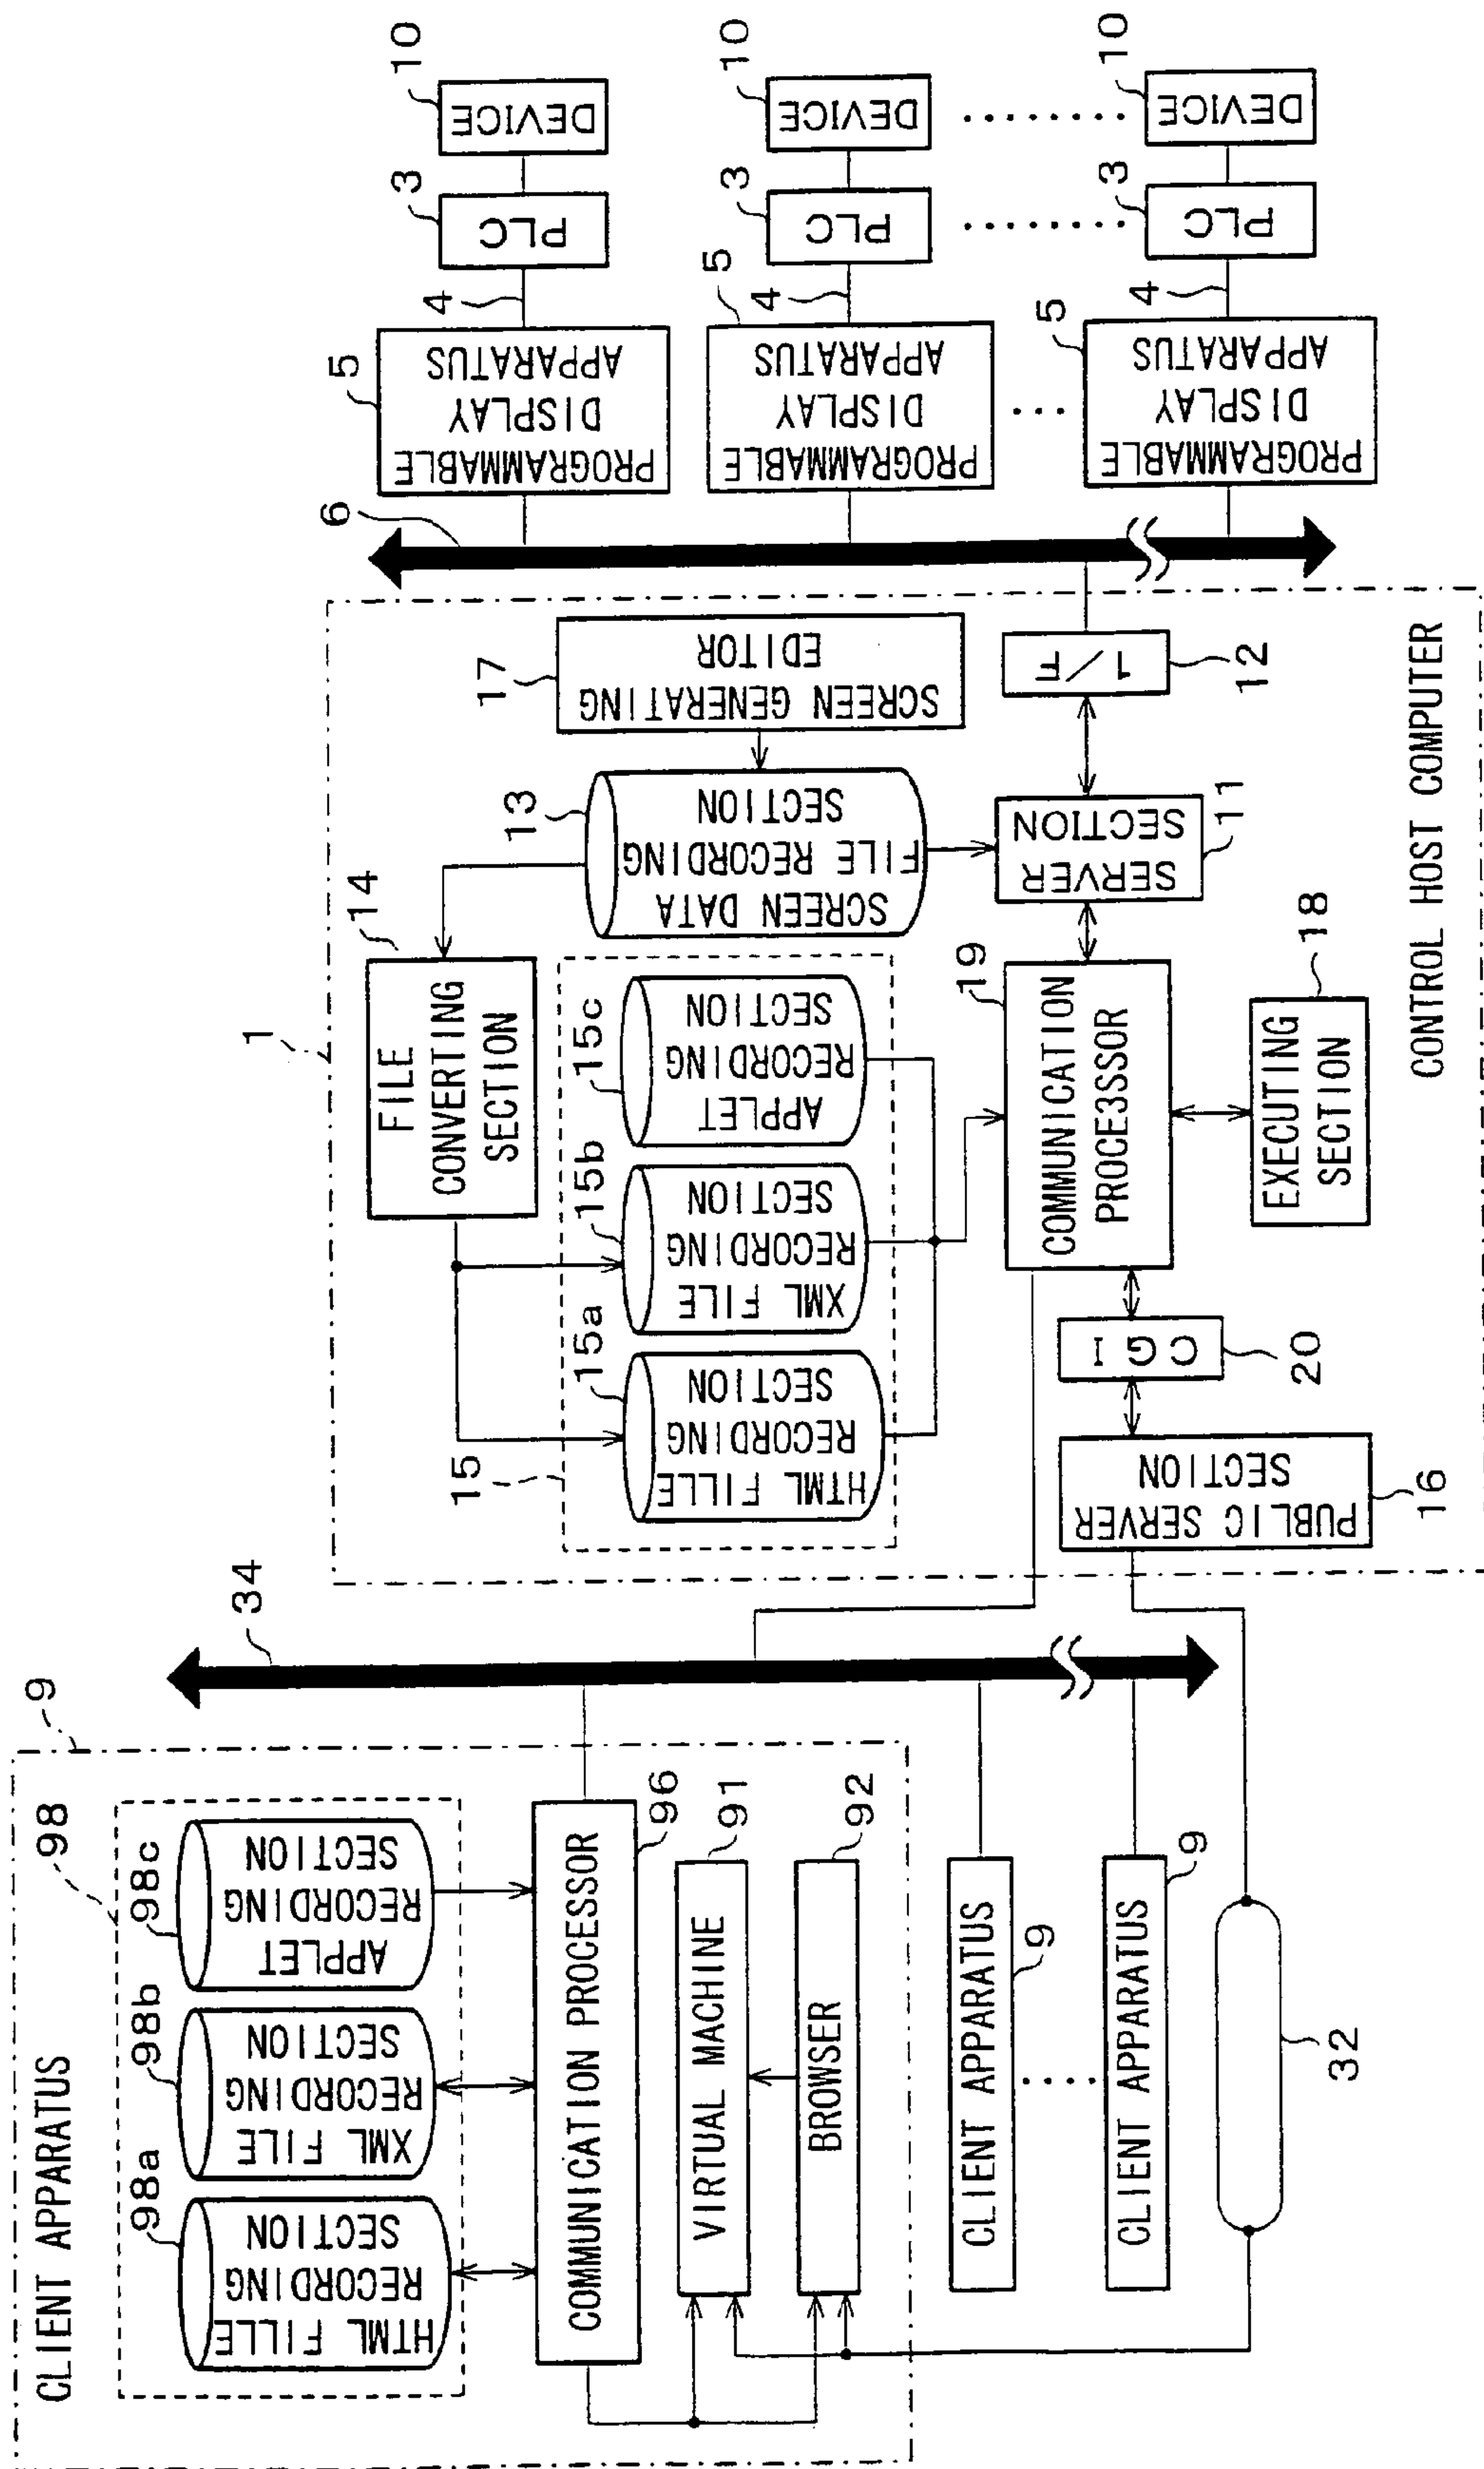 CLIENT APPARATUS
98
9
98a
98b
98c
HTML FILLE
RECORDING
SECTION
XML FILE
RECORDING
SECTION
APPLET
RECORDING
SECTION
34
COMMUNICATION PROCESSOR
96
VIRTUAL MACHINE
91
BROWSER
92
CLIENT APPARATUS
9
CLIENT APPARATUS
9
32
1
15
15a
15b
15c
HTML FILLE
RECORDING
SECTION
XML FILE
RECORDING
SECTION
APPLET
RECORDING
SECTION
FILE
CONVERTING
SECTION
14
13
SCREEN DATA
FILE RECORDING
SECTION
17
SCREEN GENERATING
EDITOR
PUBLIC SERVER
SECTION
16
CGI
20
19
COMMUNICATION
PROCE3SSOR
EXECUTING
SECTION
18
SERVER
SECTION
11
1/F
12
CONTROL HOST COMPUTER
6
5
PROGRAMMABLE
DISPLAY
APPARATUS
4
3
PLC
10
DEVICE
5
PROGRAMMABLE
DISPLAY
APPARATUS
4
3
PLC
10
DEVICE
5
PROGRAMMABLE
DISPLAY
APPARATUS
4
3
PLC
10
DEVICE